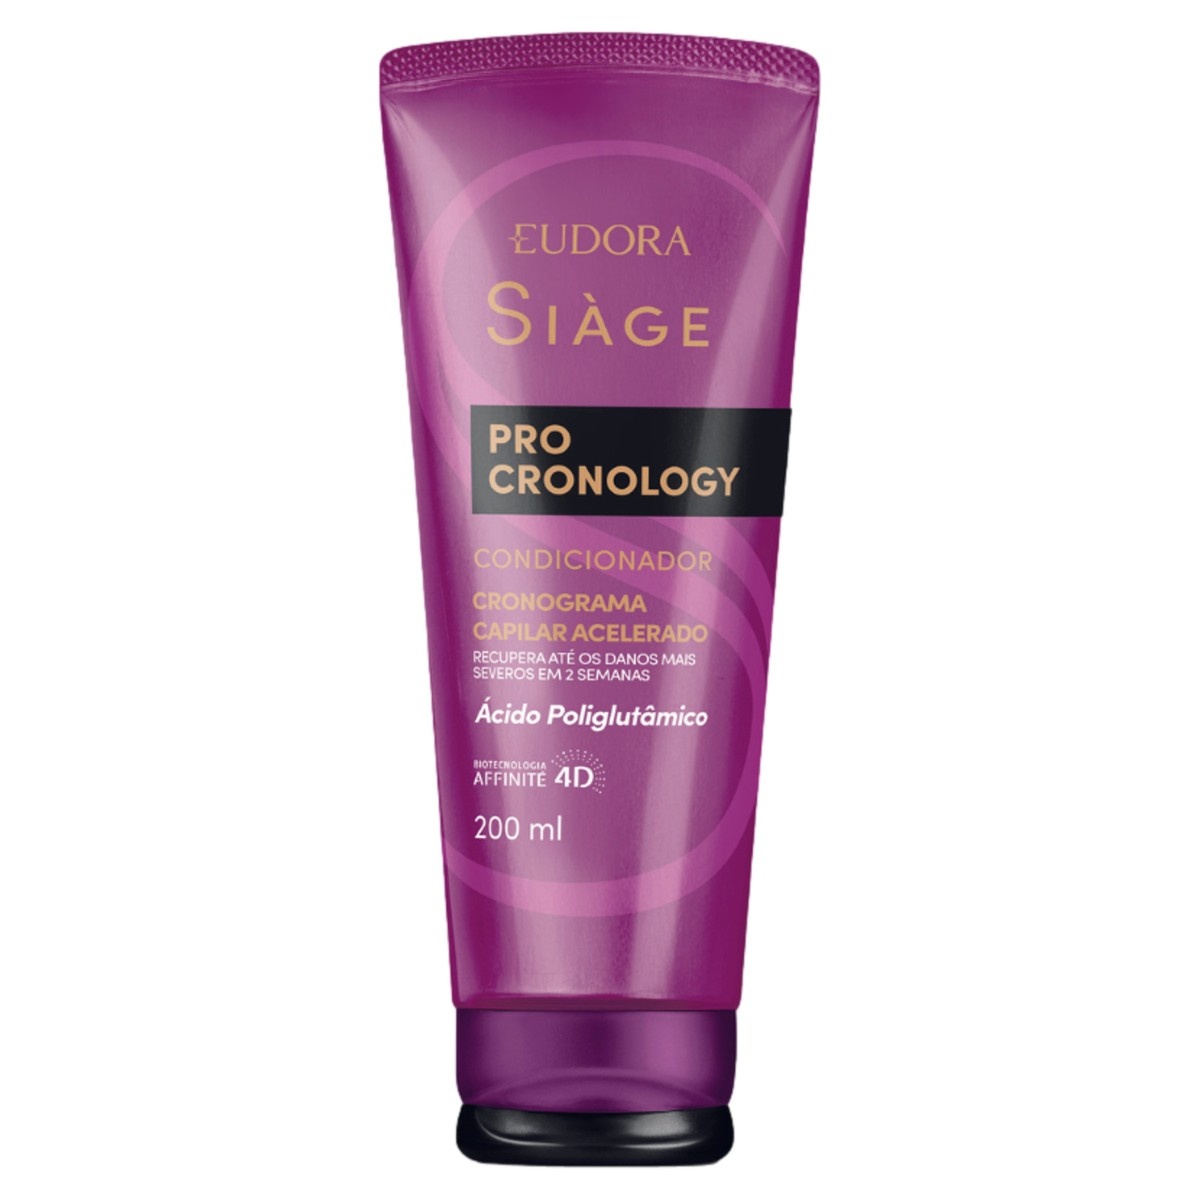 EUDORA
SIÀGE
PRO
CRONOLOGY
CONDICIONADOR
CRONOGRAMA
CAPILAR ACELERADO
RECUPERA ATÉ OS DANOS MAIS
SEVEROS EM 2 SEMANAS
Ácido Poliglutâmico
BIOTECNOLOGIA
AFFINITÉ 4D
200 ml